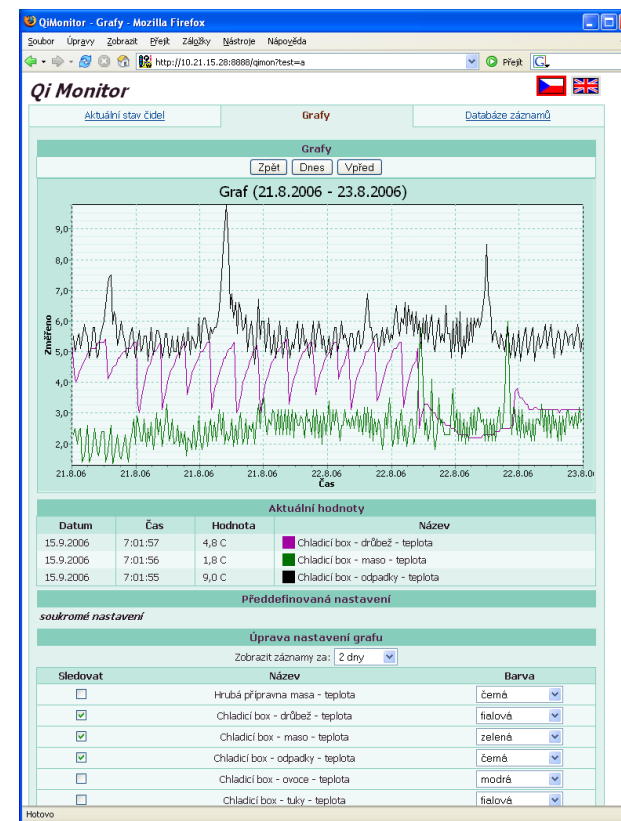 QiMonitor - Grafy - Mozilla Firefox
Soubor Úpravy Zobrazit Přejít Záložky Nástroje Nápověda
http://10.21.15.28:8888/qimon?test=a Přejít
Qi Monitor
Aktuální stav čidel Grafy Databáze záznamů
Grafy
Zpět Dnes Vpřed
Graf (21.8.2006 - 23.8.2006)
9,0
8,0
7,0
6,0
5,0
4,0
3,0
2,0
Změřeno
21.8.06 21.8.06 21.8.06 21.8.06 22.8.06 22.8.06 22.8.06 22.8.06 23.8.0
Čas
Aktuální hodnoty
Datum Čas Hodnota Název
15.9.2006 7:01:57 4,8 C Chladicí box - drůbež - teplota
15.9.2006 7:01:56 1,8 C Chladicí box - maso - teplota
15.9.2006 7:01:55 9,0 C Chladicí box - odpadky - teplota
Předdefinovaná nastavení
soukromé nastavení
Úprava nastavení grafu
Zobrazit záznamy za: 2 dny
Sledovat Název Barva
Hrubá přípravna masa - teplota černá
Chladicí box - drůbež - teplota fialová
Chladicí box - maso - teplota zelená
Chladicí box - odpadky - teplota černá
Chladicí box - ovoce - teplota modrá
Chladicí box - tuky - teplota fialová
Hotovo